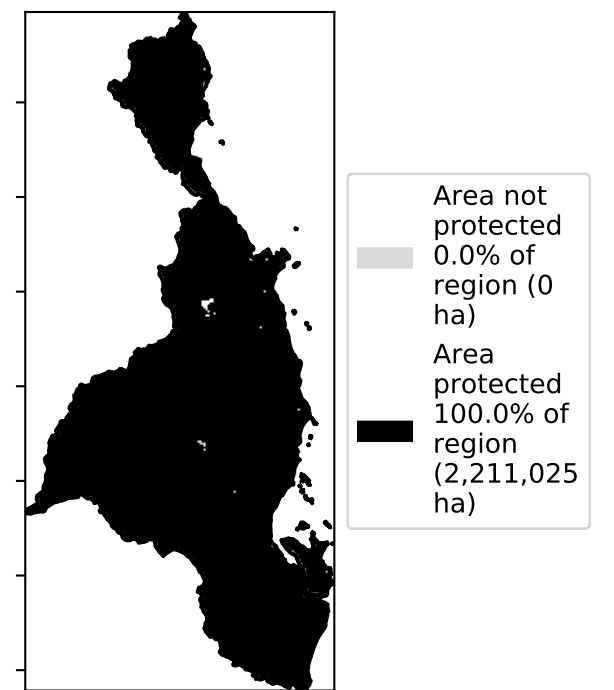 Area not
protected
0.0% of
region (0
ha)
Area
protected
100.0% of
region
(2,211,025
ha)